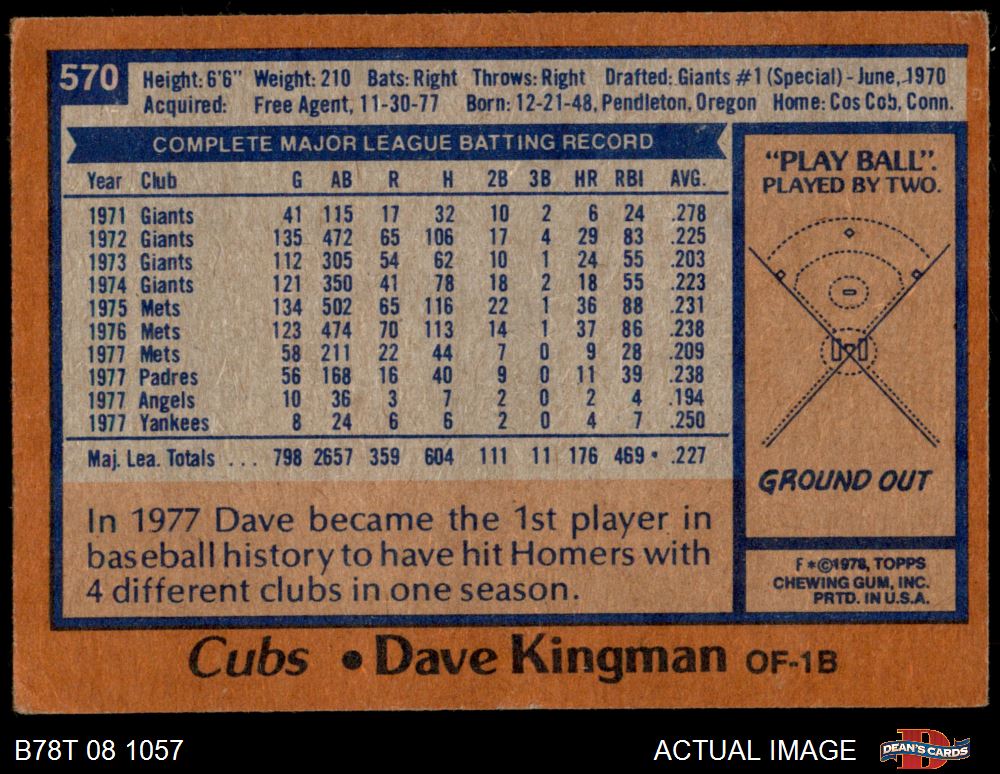 570
Height: 6'6" Weight: 210 Bats: Right Throws: Right Drafted: Giants #1 (Special) - June, 1970
Acquired: Free Agent, 11-30-77 Born: 12-21-48, Pendleton, Oregon Home: Cos Cob, Conn.
COMPLETE MAJOR LEAGUE BATTING RECORD
Year Club G AB R H 2B 3B HR RBI AVG.
1971 Giants 41 115 17 32 10 2 6 24 .278
1972 Giants 135 472 65 106 17 4 29 83 .225
1973 Giants 112 305 54 62 10 1 24 55 .203
1974 Giants 121 350 41 78 18 2 18 55 .223
1975 Mets 134 502 65 116 22 1 36 88 .231
1976 Mets 123 474 70 113 14 1 37 86 .238
1977 Mets 58 211 22 44 7 0 9 28 .209
1977 Padres 56 168 16 40 9 0 11 39 .238
1977 Angels 10 36 3 7 2 0 2 4 .194
1977 Yankees 8 24 6 6 2 0 4 7 .250
Maj. Lea. Totals ... 798 2657 359 604 111 11 176 469 .227
In 1977 Dave became the 1st player in
baseball history to have hit Homers with
4 different clubs in one season.
"PLAY BALL".
PLAYED BY TWO.
GROUND OUT
F*©1978, TOPPS
CHEWING GUM, INC.
PRTD. IN U.S.A.
Cubs • Dave Kingman OF-1B
B78T 08 1057
ACTUAL IMAGE
DEAN'S CARDS